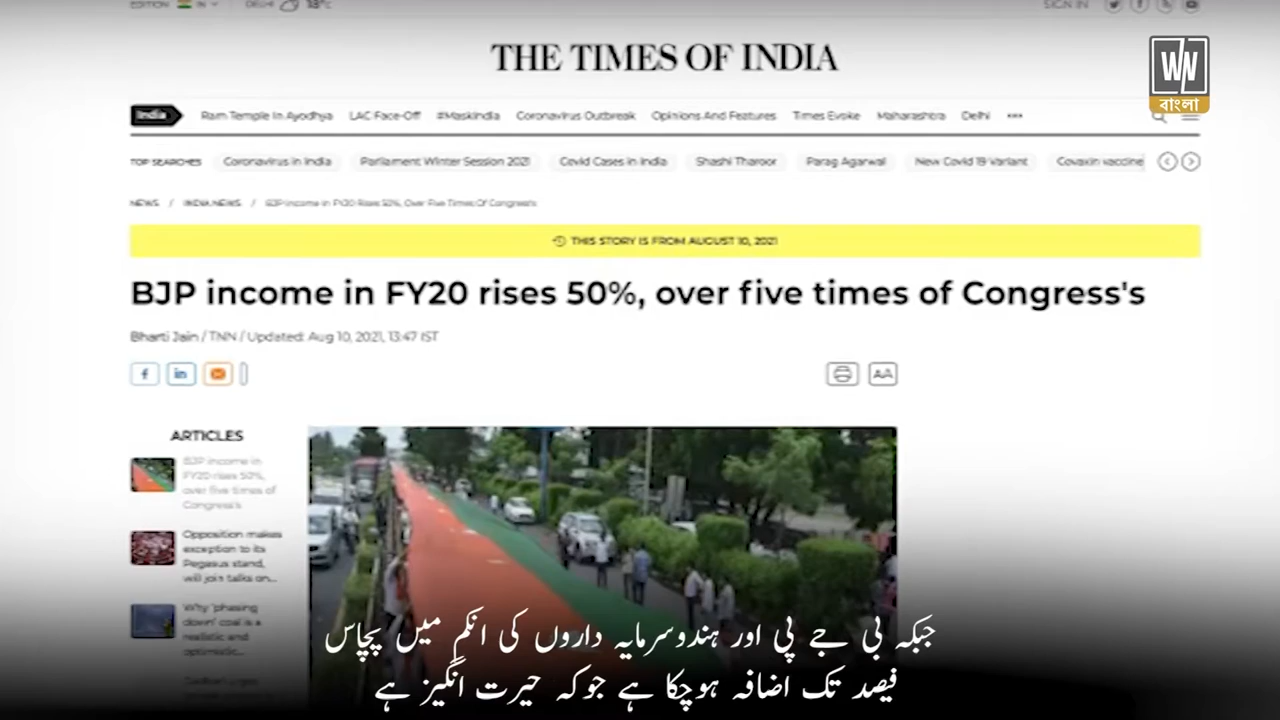 EDITION IN DELHI 18°C SIGN IN
THE TIMES OF INDIA
WN
বাংলা
India Ram Temple In Ayodhya LAC Face-Off #MaskIndia Coronavirus Outbreak Opinions And Features Times Evoke Maharashtra Delhi •••
TOP SEARCHES Coronavirus in India Parliament Winter Session 2021 Covid Cases in India Shashi Tharoor Parag Agarwal New Covid 19 Variant Covaxin vaccine
NEWS / INDIA NEWS / BJP income in FY20 Rises 50%, Over Five Times Of Congress's
THIS STORY IS FROM AUGUST 10, 2021
BJP income in FY20 rises 50%, over five times of Congress's
Bharti Jain / TNN / Updated: Aug 10, 2021, 13:47 IST
f in AA
ARTICLES
BJP income in
FY20 rises 50%,
over five times of
Congress's
Opposition makes
exception to its
Pegasus stand,
will join talks on...
Why 'phasing
down' coal is a
realistic and
optimistic...
جبکہ بی جے پی اور ہندوسرمایہ داروں کی انکم میں پچاس
فیصد تک اضافہ ہوچکا ہے جوکہ حیرت انگیز ہے